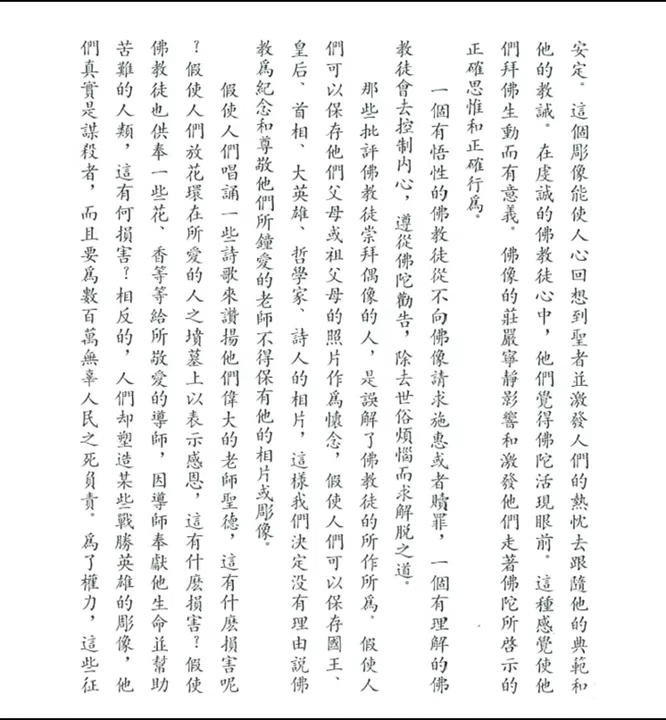 安定。這個彫像能使人心回想到聖者並激發人們的熱忱去跟隨他的典範和
他的教誡。在虔誠的佛教徒心中，他們覺得佛陀活現眼前。這種感覺使他
們拜佛生動而有意義。佛像的莊嚴寧靜影響和激發他們走著佛陀所啓示的
正確思惟和正確行爲。
一個有悟性的佛教徒從不向佛像請求施惠或者贖罪，一個有理解的佛
教徒會去控制内心，遵從佛陀勸告，除去世俗煩惱而求解脫之道。
那些批評佛教徒崇拜偶像的人，是誤解了佛教徒的所作所爲。假使人
們可以保存他們父母或祖父母的照片作爲懷念，假使人們可以保存國王、
皇后、首相、大英雄、哲學家、詩人的相片，這樣我們決定没有理由説佛
教爲紀念和尊敬他們所鐘愛的老師不得保有他的相片或彫像。
假使人們唱誦一些詩歌來讚揚他們偉大的老師聖德，這有什麽損害呢
？假使人們放花環在所愛的人之墳墓上以表示感恩，這有什麽損害？假使
佛教徒也供奉一些花、香等等給所敬愛的導師，因導師奉獻他生命並幫助
苦難的人類，這有何損害？相反的，人們却塑造某些戰勝英雄的彫像，他
們真實是謀殺者，而且要爲數百萬無辜人民之死負責。爲了權力，這些征